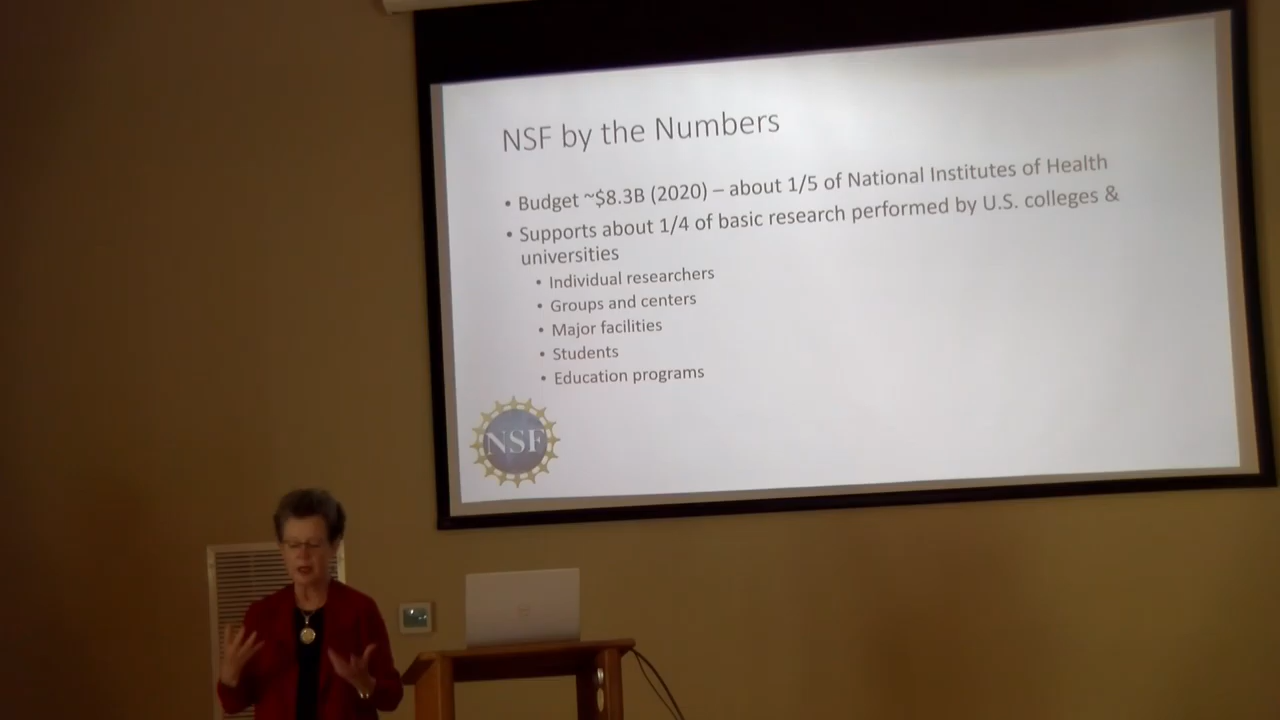 NSF by the Numbers
• Budget ~$8.3B (2020) – about 1/5 of National Institutes of Health
• Supports about 1/4 of basic research performed by U.S. colleges &
universities
• Individual researchers
• Groups and centers
• Major facilities
• Students
• Education programs
NSF